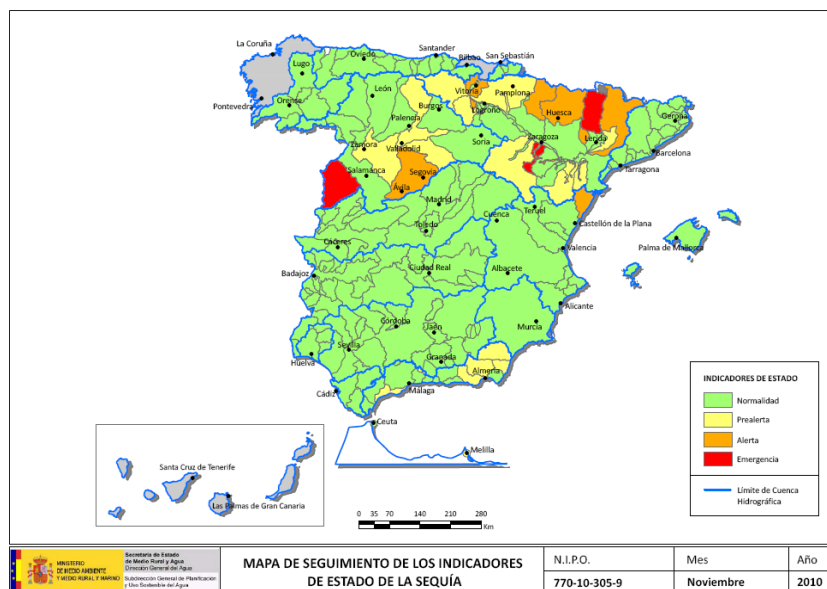 La Coruña
Lugo
Oviedo
Santander
Bilbao
San Sebastián
Vitoria
Pamplona
León
Burgos
Logroño
Huesca
Pontevedra
Orense
Palencia
Gerona
Zamora
Valladolid
Soria
Zaragoza
Lerida
Barcelona
Tarragona
Salamanca
Segovia
Ávila
Madrid
Teruel
Cuenca
Castellón de la Plana
Toledo
Cáceres
Valencia
Palma de Mallorca
Badajoz
Ciudad Real
Albacete
Alicante
Murcia
Córdoba
Jaén
Sevilla
Huelva
Granada
Almería
Cádiz
Málaga
Ceuta
Melilla
Santa Cruz de Tenerife
Las Palmas de Gran Canaria
0 35 70 140 210 280
Km
INDICADORES DE ESTADO
Normalidad
Prealerta
Alerta
Emergencia
Límite de Cuenca
Hidrográfica
MINISTERIO
DE MEDIO AMBIENTE
Y MEDIO RURAL Y MARINO
Secretaría de Estado
de Medio Rural y Agua
Dirección General del Agua
Subdirección General de Planificación
y Uso Sostenible del Agua
MAPA DE SEGUIMIENTO DE LOS INDICADORES
DE ESTADO DE LA SEQUÍA
N.I.P.O. Mes Año
770-10-305-9 Noviembre 2010